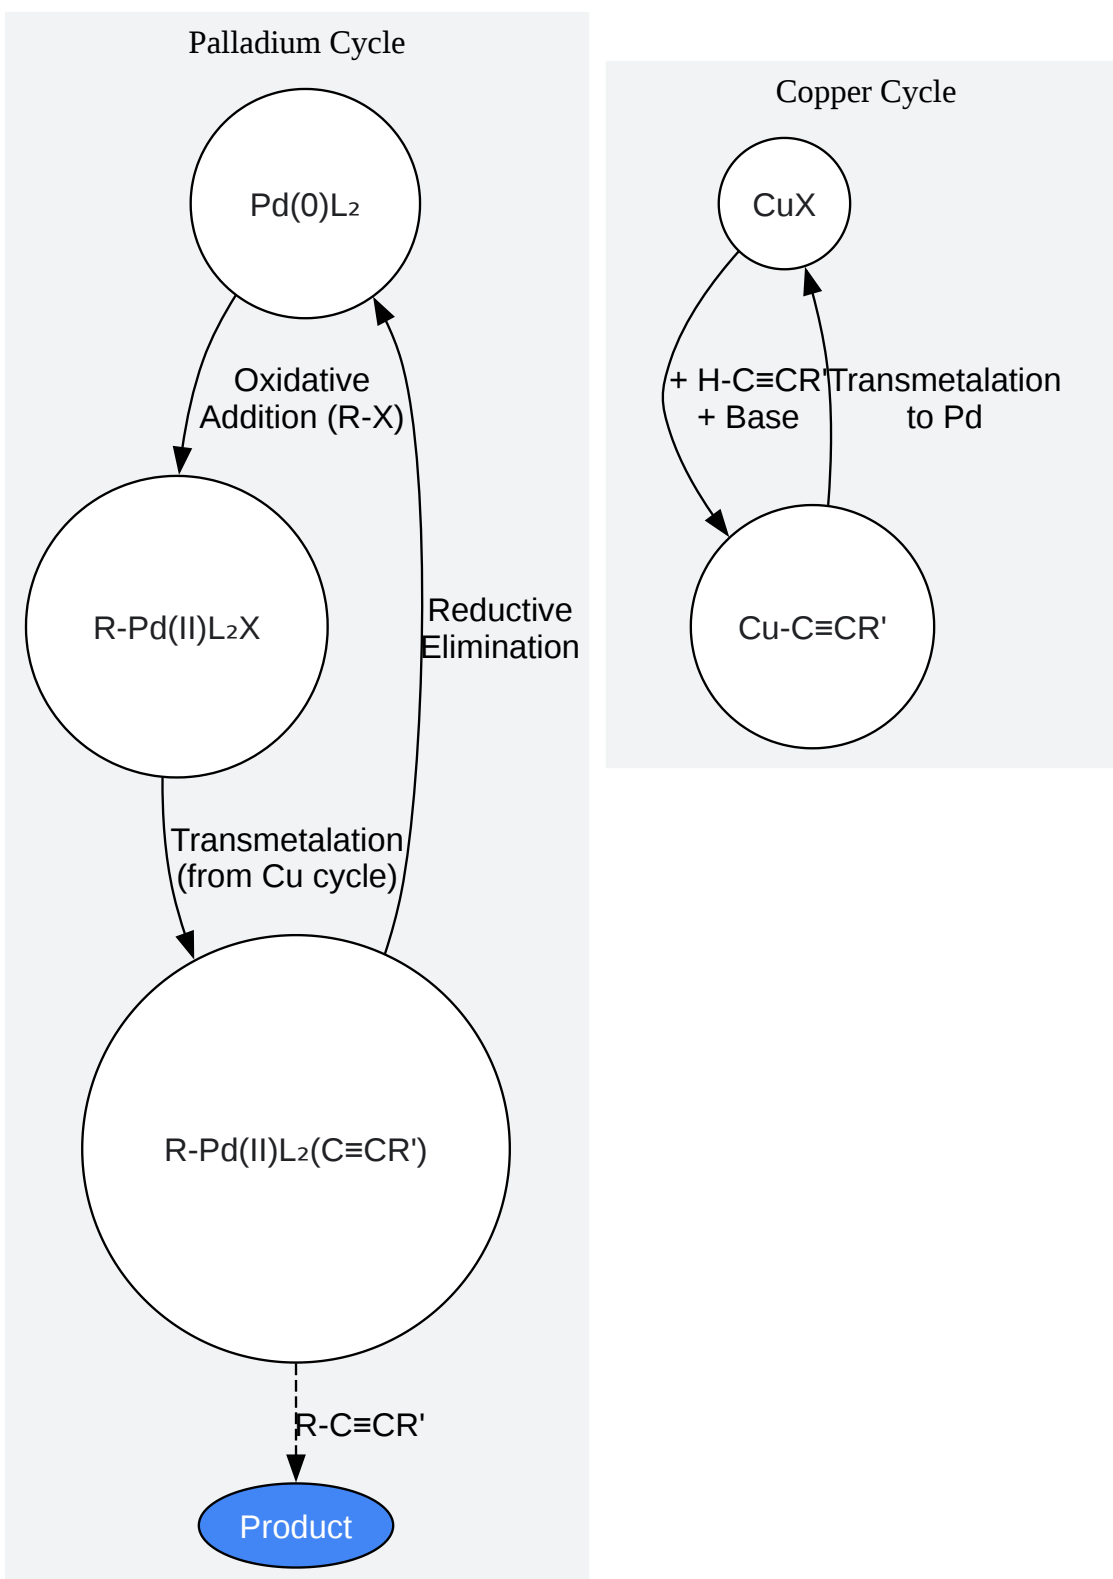 Palladium Cycle
Pd(0)L₂
Oxidative
Addition (R-X)
R-Pd(II)L₂X
Reductive
Elimination
Transmetalation
(from Cu cycle)
R-Pd(II)L₂(C≡CR')
R-C≡CR'
Product
Copper Cycle
CuX
+ H-C≡CR'
+ Base
Transmetalation
to Pd
Cu-C≡CR'